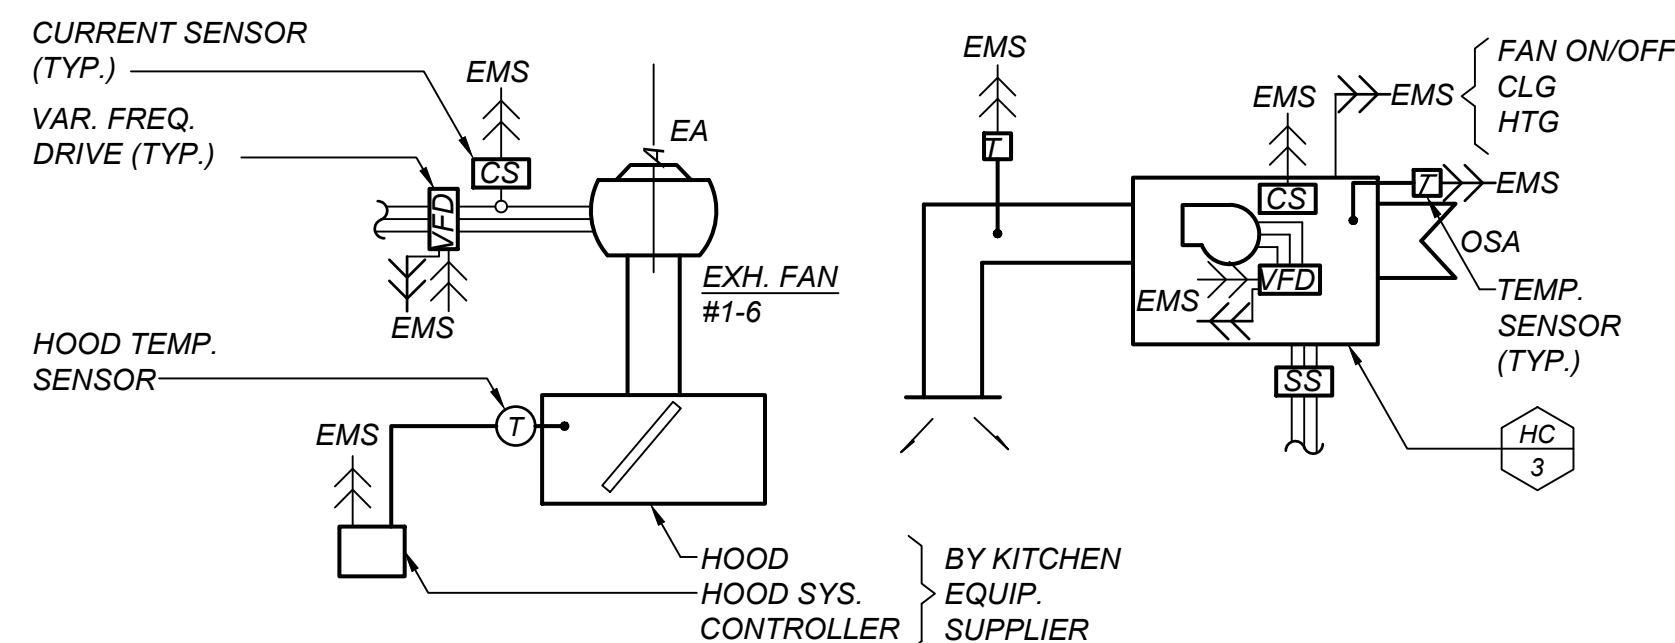 CURRENT SENSOR
(TYP.)
VAR. FREQ.
DRIVE (TYP.)
EMS
CS
VFD
EMS
EA
EXH. FAN
#1-6
HOOD TEMP.
SENSOR
T
EMS
HOOD
HOOD SYS.
CONTROLLER
BY KITCHEN
EQUIP.
SUPPLIER
EMS
T
EMS
CS
EMS
FAN ON/OFF
CLG
HTG
T
EMS
OSA
VFD
EMS
TEMP.
SENSOR
(TYP.)
SS
HC
3